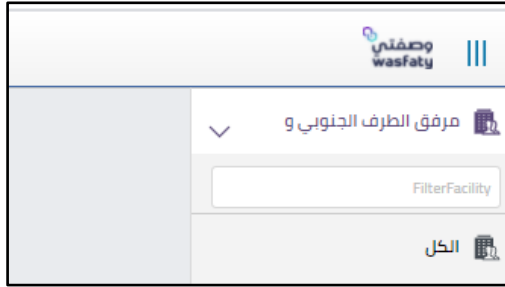 وصفتي
wasfaty
مرفق الطرف الجنوبي و
FilterFacility
الكل